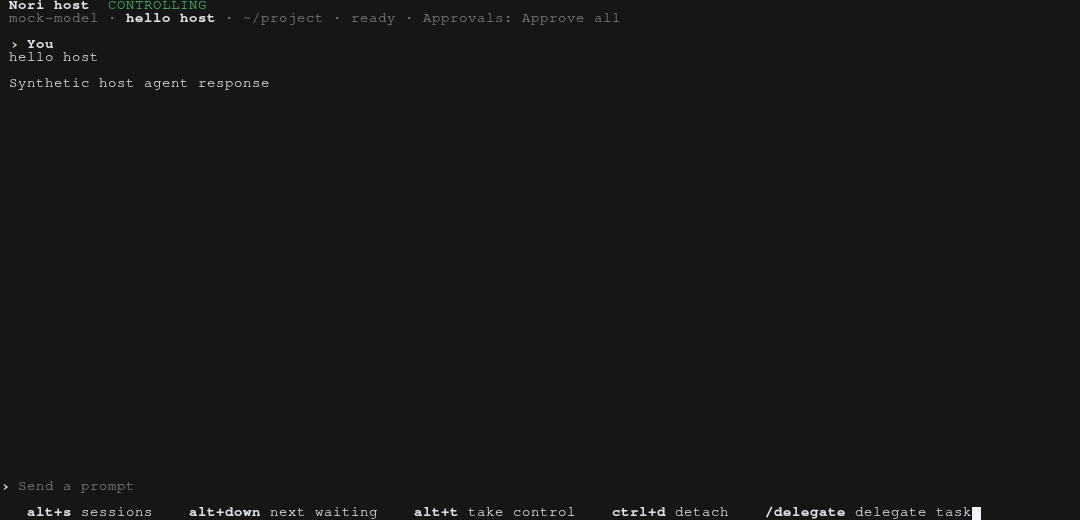 Nori host  CONTROLLING
mock-model · hello host · ~/project · ready · Approvals: Approve all
› You
hello host
Synthetic host agent response
› Send a prompt
alt+s sessions    alt+down next waiting    alt+t take control    ctrl+d detach    /delegate delegate task